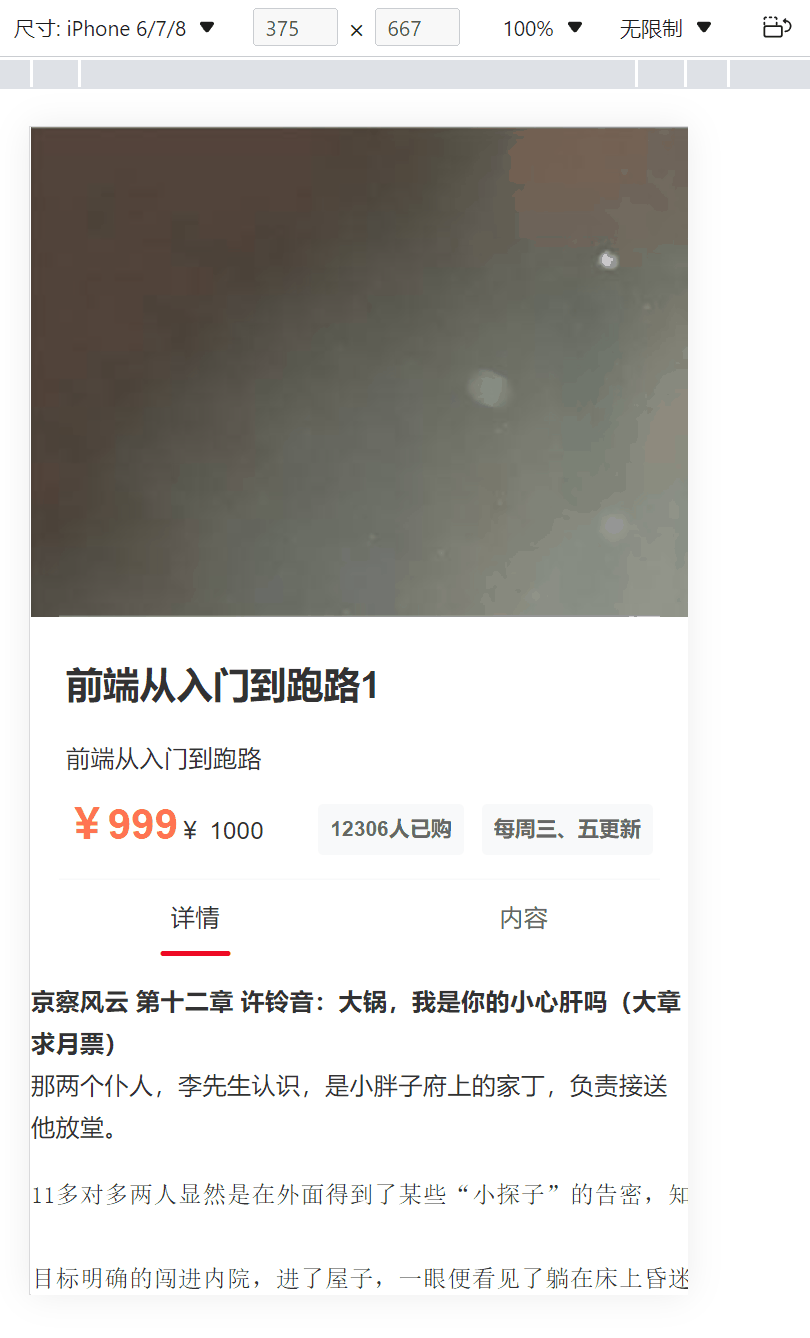 尺寸: iPhone 6/7/8 375 × 667 100% 无限制
前端从入门到跑路1
前端从入门到跑路
￥999 ￥ 1000 12306人已购 每周三、五更新
详情 内容
京察风云 第十二章 许铃音：大锅，我是你的小心肝吗（大章
求月票）
那两个仆人，李先生认识，是小胖子府上的家丁，负责接送
他放堂。
11多对多两人显然是在外面得到了某些“小探子”的告密，知
目标明确的闯进内院，进了屋子，一眼便看见了躺在床上昏迷